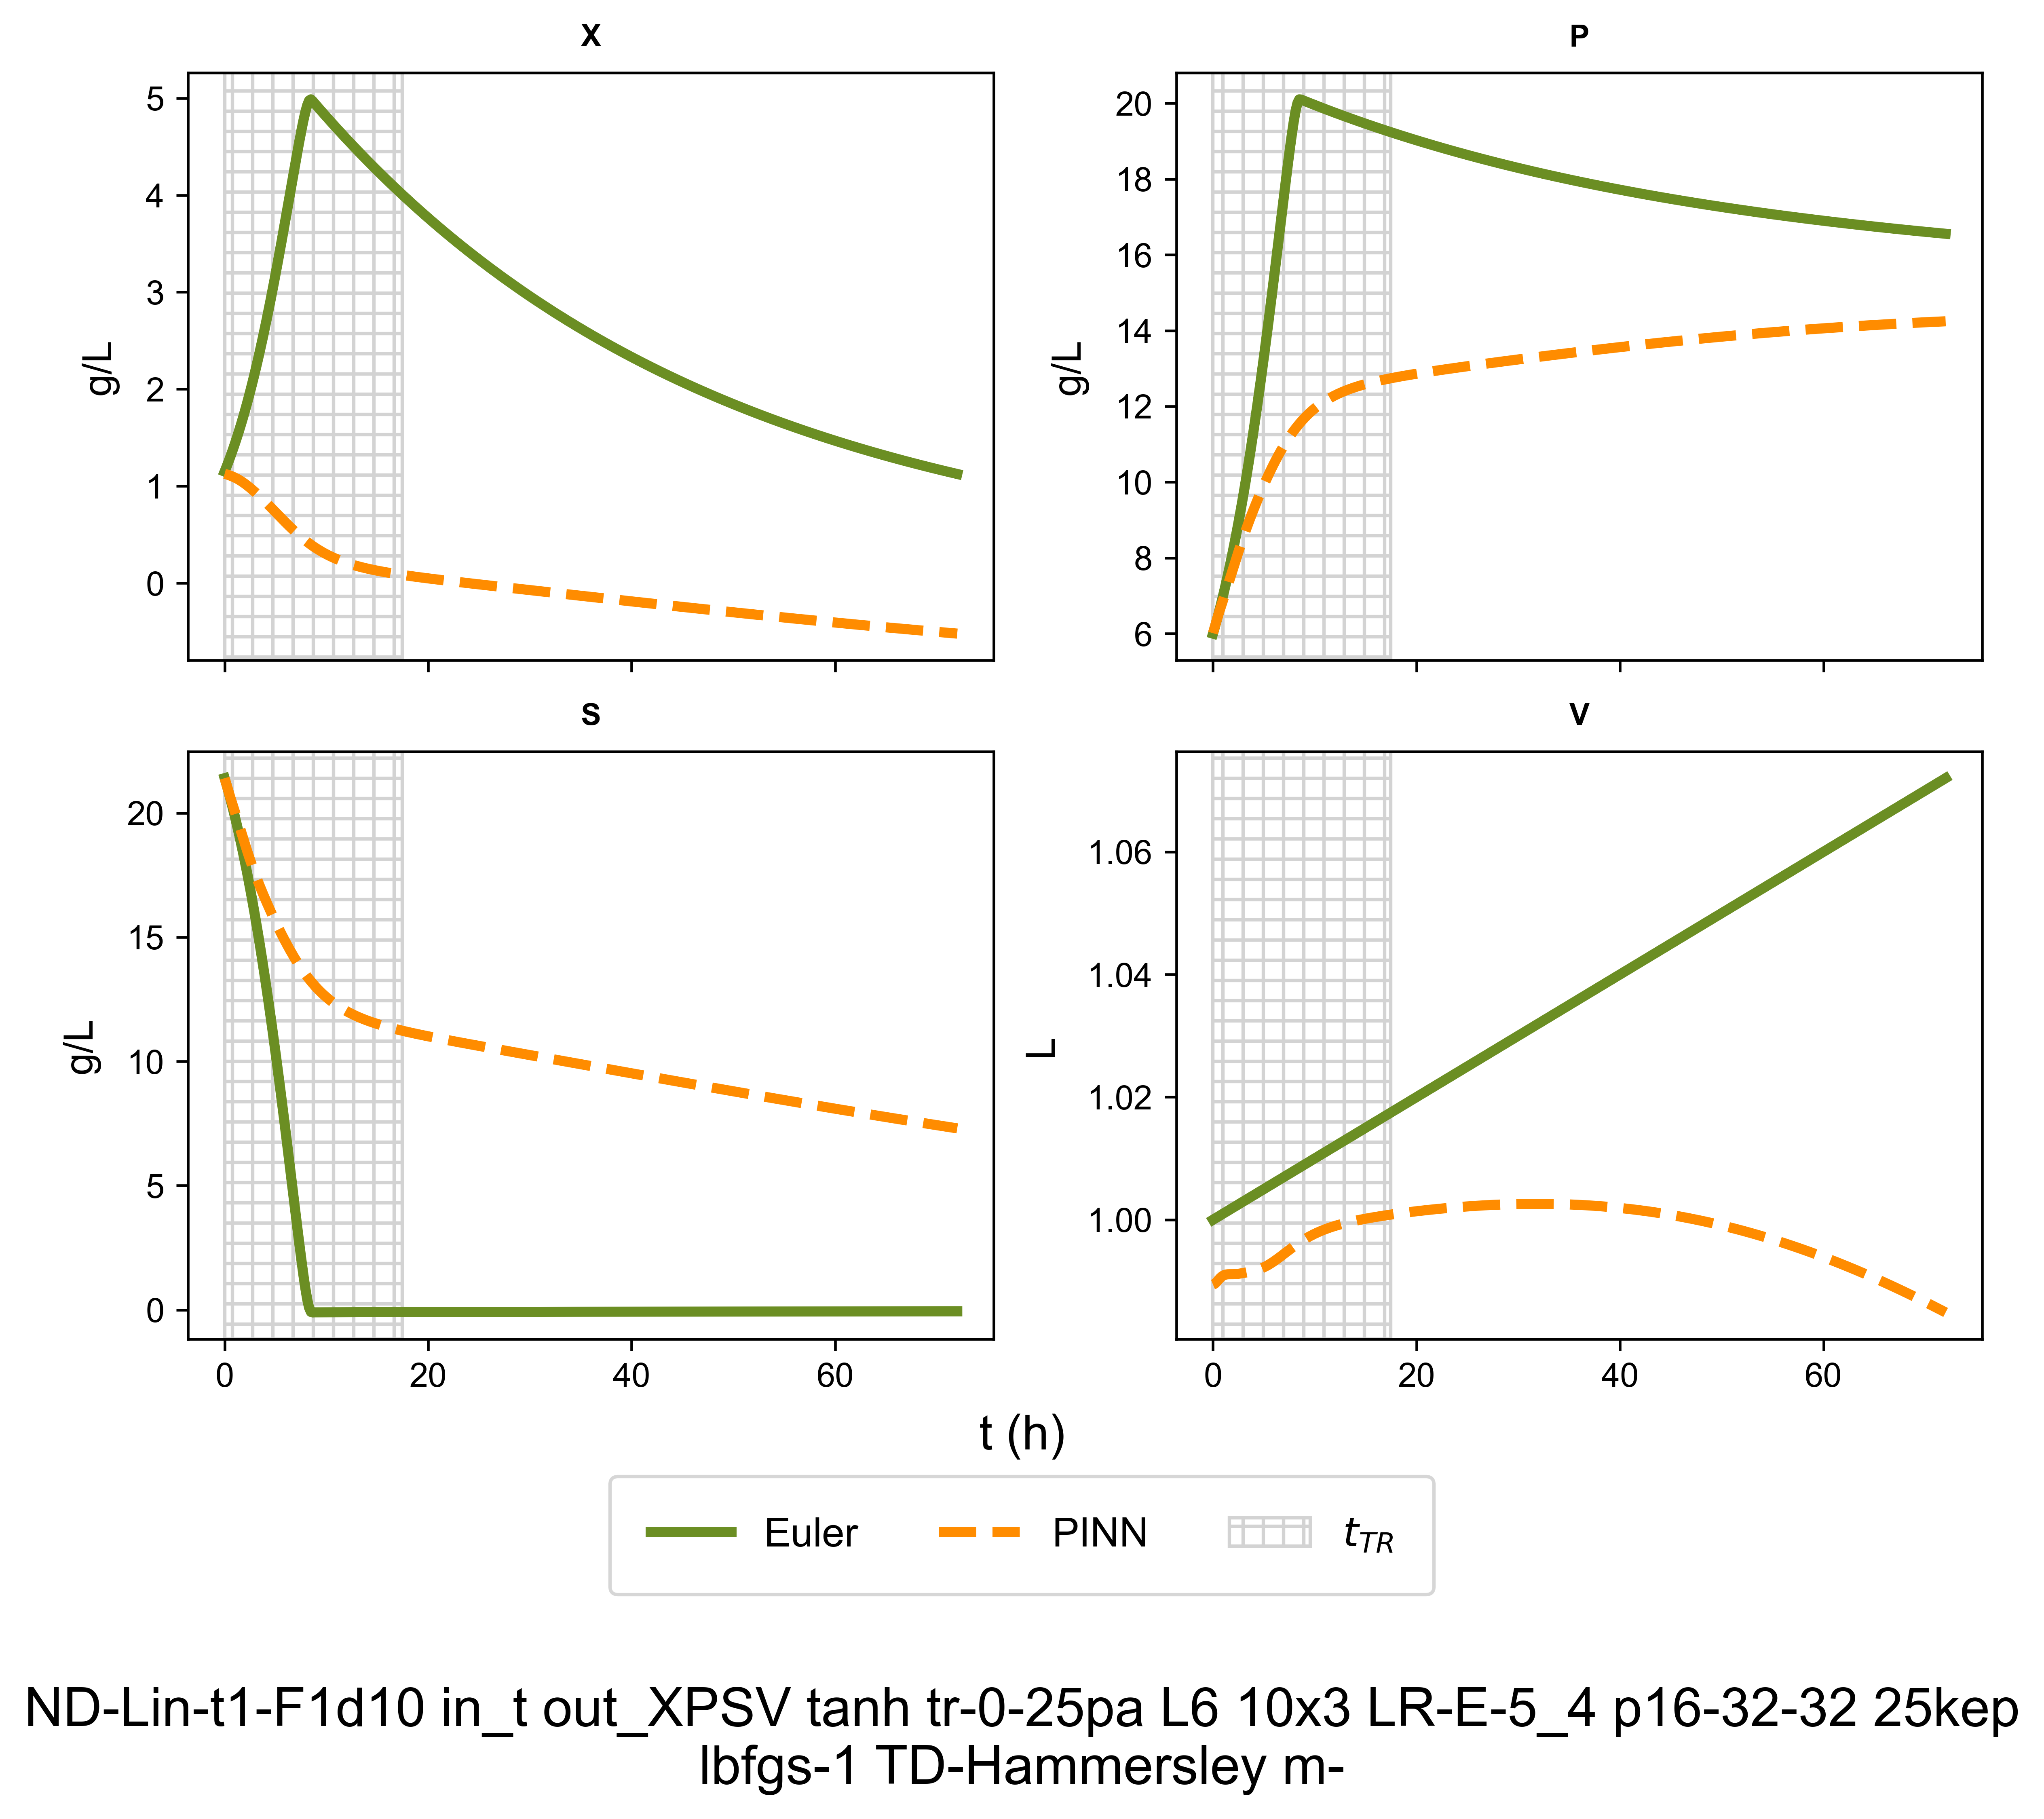 X
5
4
3
2
1
0
g/L
P
20
18
16
14
12
10
8
6
g/L
S
20
15
10
5
0
g/L
0 20 40 60
V
1.06
1.04
1.02
1.00
L
0 20 40 60
t (h)
Euler PINN t_TR
ND-Lin-t1-F1d10 in_t out_XPSV tanh tr-0-25pa L6 10x3 LR-E-5_4 p16-32-32 25kep
lbfgs-1 TD-Hammersley m-